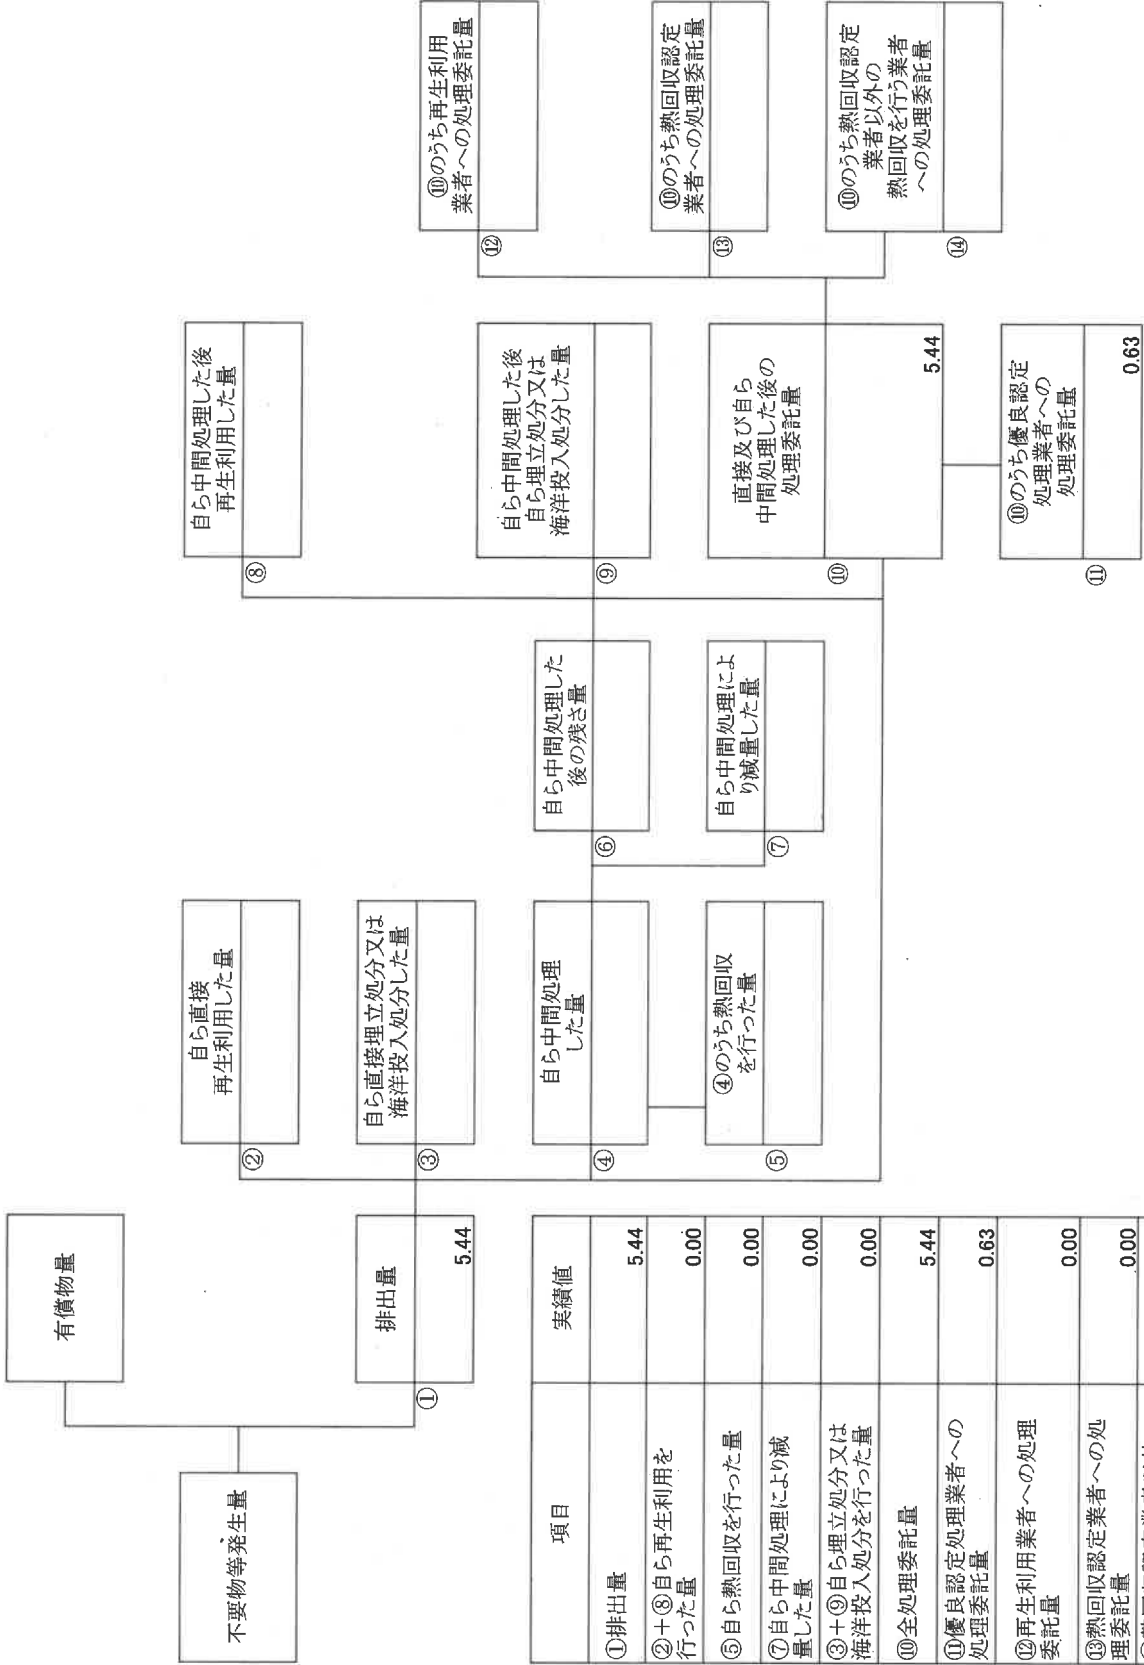 不要物等発生量
有償物量
①
排出量
5.44
②
自ら直接
再生利用した量
③
自ら直接埋立処分又は
海洋投入処分した量
④
自ら中間処理
した量
⑤
④のうち熱回収
を行った量
⑥
自ら中間処理した
後の残さ量
⑦
自ら中間処理によ
り減量した量
⑧
自ら中間処理した後
再生利用した量
⑨
自ら中間処理した後
自ら埋立処分又は
海洋投入処分した量
⑩
直接及び自ら
中間処理した後の
処理委託量
5.44
⑪
⑩のうち優良認定
処理業者への
処理委託量
0.63
⑫
⑩のうち再生利用
業者への処理委託量
⑬
⑩のうち熱回収認定
業者への処理委託量
⑭
⑩のうち熱回収認定
業者以外の
熱回収を行う業者
への処理委託量
項目 実績値
①排出量 5.44
②+⑧自ら再生利用を
行った量 0.00
⑤自ら熱回収を行った量 0.00
⑦自ら中間処理により減
量した量 0.00
③+⑨自ら埋立処分又は
海洋投入処分を行った量 0.00
⑩全処理委託量 5.44
⑪優良認定処理業者への
処理委託量 0.63
⑫再生利用業者への処理
委託量 0.00
⑬熱回収認定業者への処
理委託量 0.00